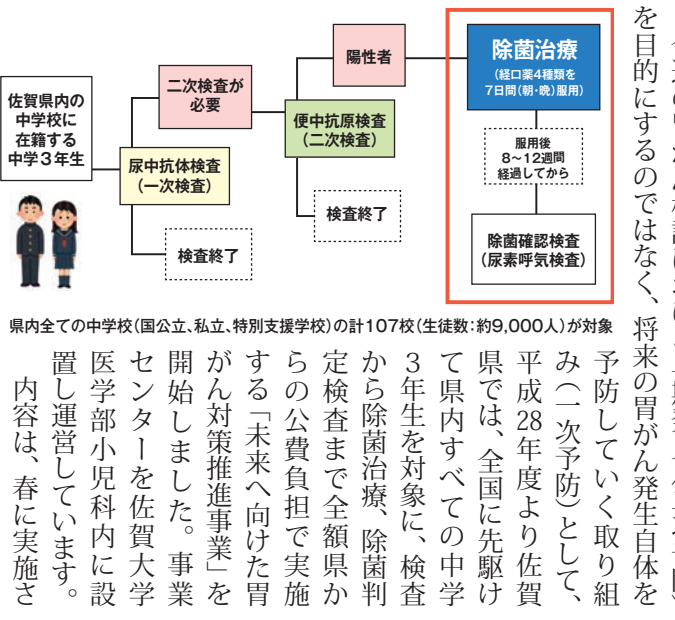 佐賀県内の
中学校に
在籍する
中学3年生
尿中抗体検査
(一次検査)
二次検査が
必要
検査終了
便中抗原検査
(二次検査)
陽性者
検査終了
除菌治療
(経口薬4種類を
7日間(朝・晩)服用)
服用後
8～12週間
経過してから
除菌確認検査
(尿素呼気検査)
県内全ての中学校(国公立、私立、特別支援学校)の計107校(生徒数：約9,000人)が対象
を目的にするのではなく、将来の胃がん発生自体を
予防していく取り組
み(一次予防)として、
平成28年度より佐賀
県では、全国に先駆け
て県内すべての中学
3年生を対象に、検査
から除菌治療、除菌判
定検査まで全額県か
らの公費負担で実施
する「未来へ向けた胃
がん対策推進事業」を
開始しました。事業
センターを佐賀大学
医学部小児科内に設
置し運営しています。
内容は、春に実施さ